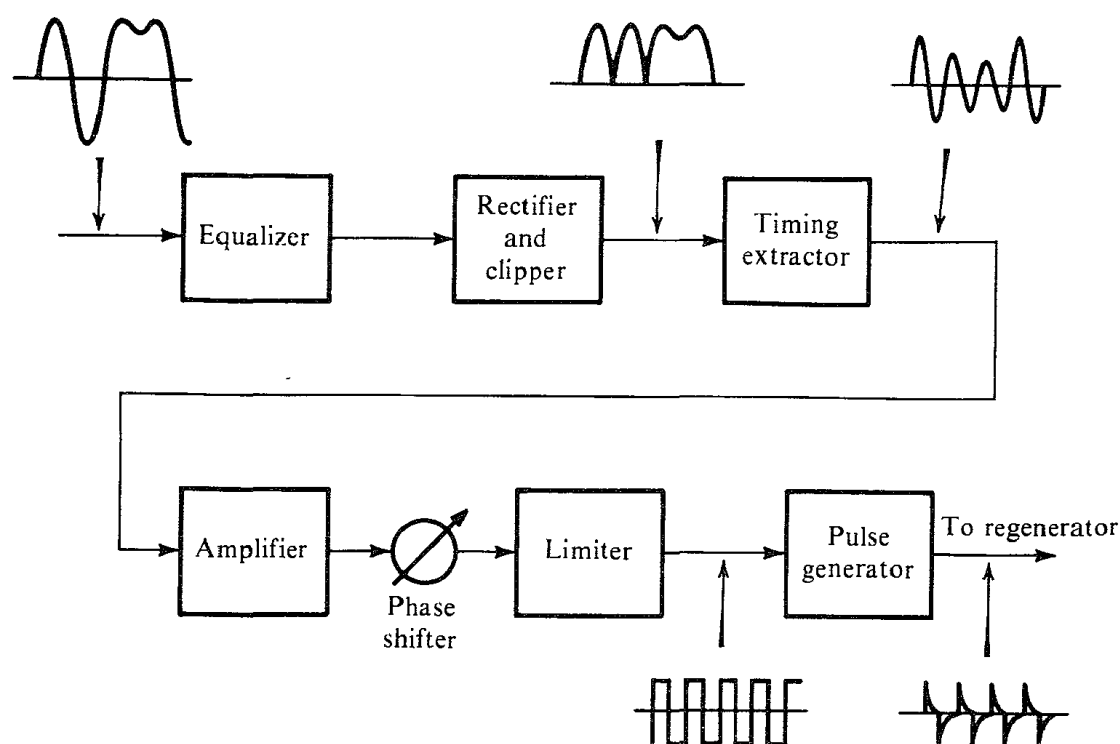 Equalizer
Rectifier
and
clipper
Timing
extractor
Amplifier
Phase
shifter
Limiter
Pulse
generator
To regenerator